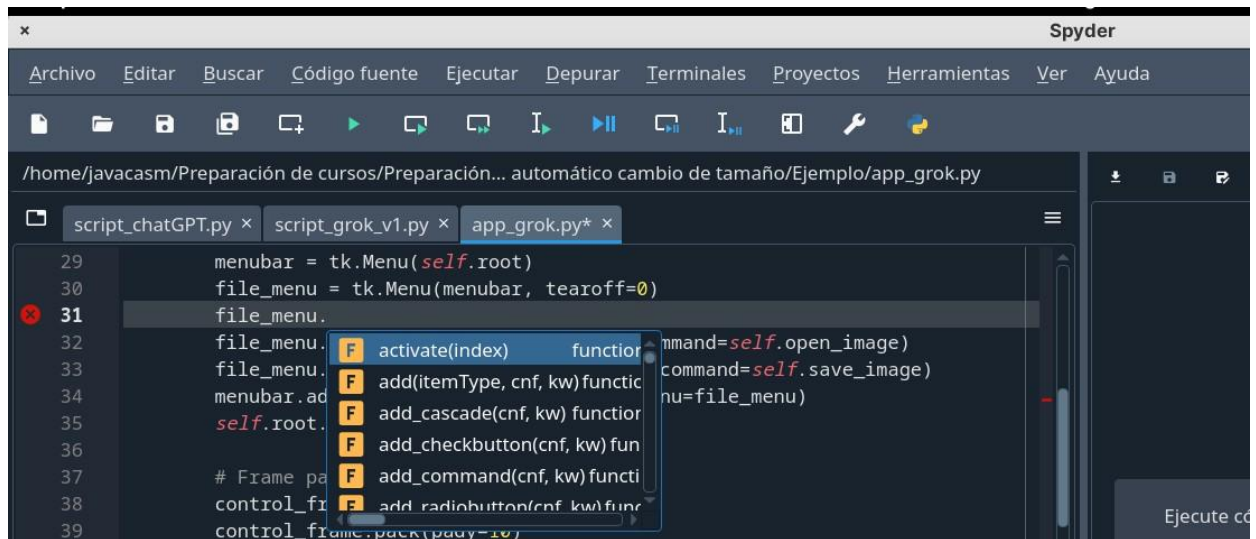 Spyder
Archivo Editar Buscar Código fuente Ejecutar Depurar Terminales Proyectos Herramientas Ver Ayuda
/home/javacasm/Preparación de cursos/Preparación... automático cambio de tamaño/Ejemplo/app_grok.py
script_chatGPT.py × script_grok_v1.py × app_grok.py* ×
29 menubar = tk.Menu(self.root)
30 file_menu = tk.Menu(menubar, tearoff=0)
31 file_menu.
32 file_menu. mmand=self.open_image)
activate(index) function
33 file_menu. command=self.save_image)
add(itemType, cnf, kw) functio
34 menubar.ad nu=file_menu)
add_cascade(cnf, kw) function
35 self.root.
add_checkbutton(cnf, kw) fun
36
37 # Frame pa
add_command(cnf, kw) functi
38 control_fr
add_radiobutton(cnf, kw) func
39 control_frame.pack(pady=10)
Ejecute có